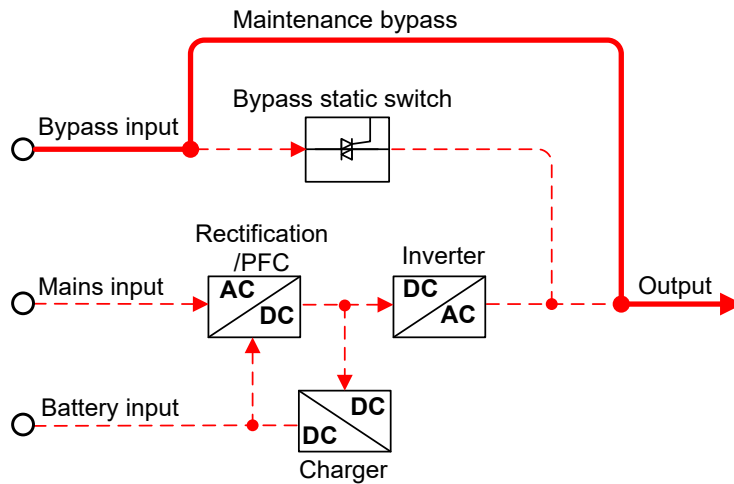 Maintenance bypass
Bypass static switch
Bypass input
Rectification
/PFC
Inverter
Mains input
AC
DC
DC
AC
Output
Battery input
DC
DC
Charger